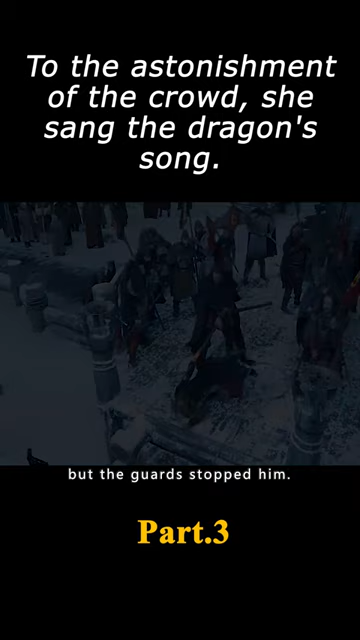 To the astonishment
of the crowd, she
sang the dragon's
song.
but the guards stopped him.
Part.3